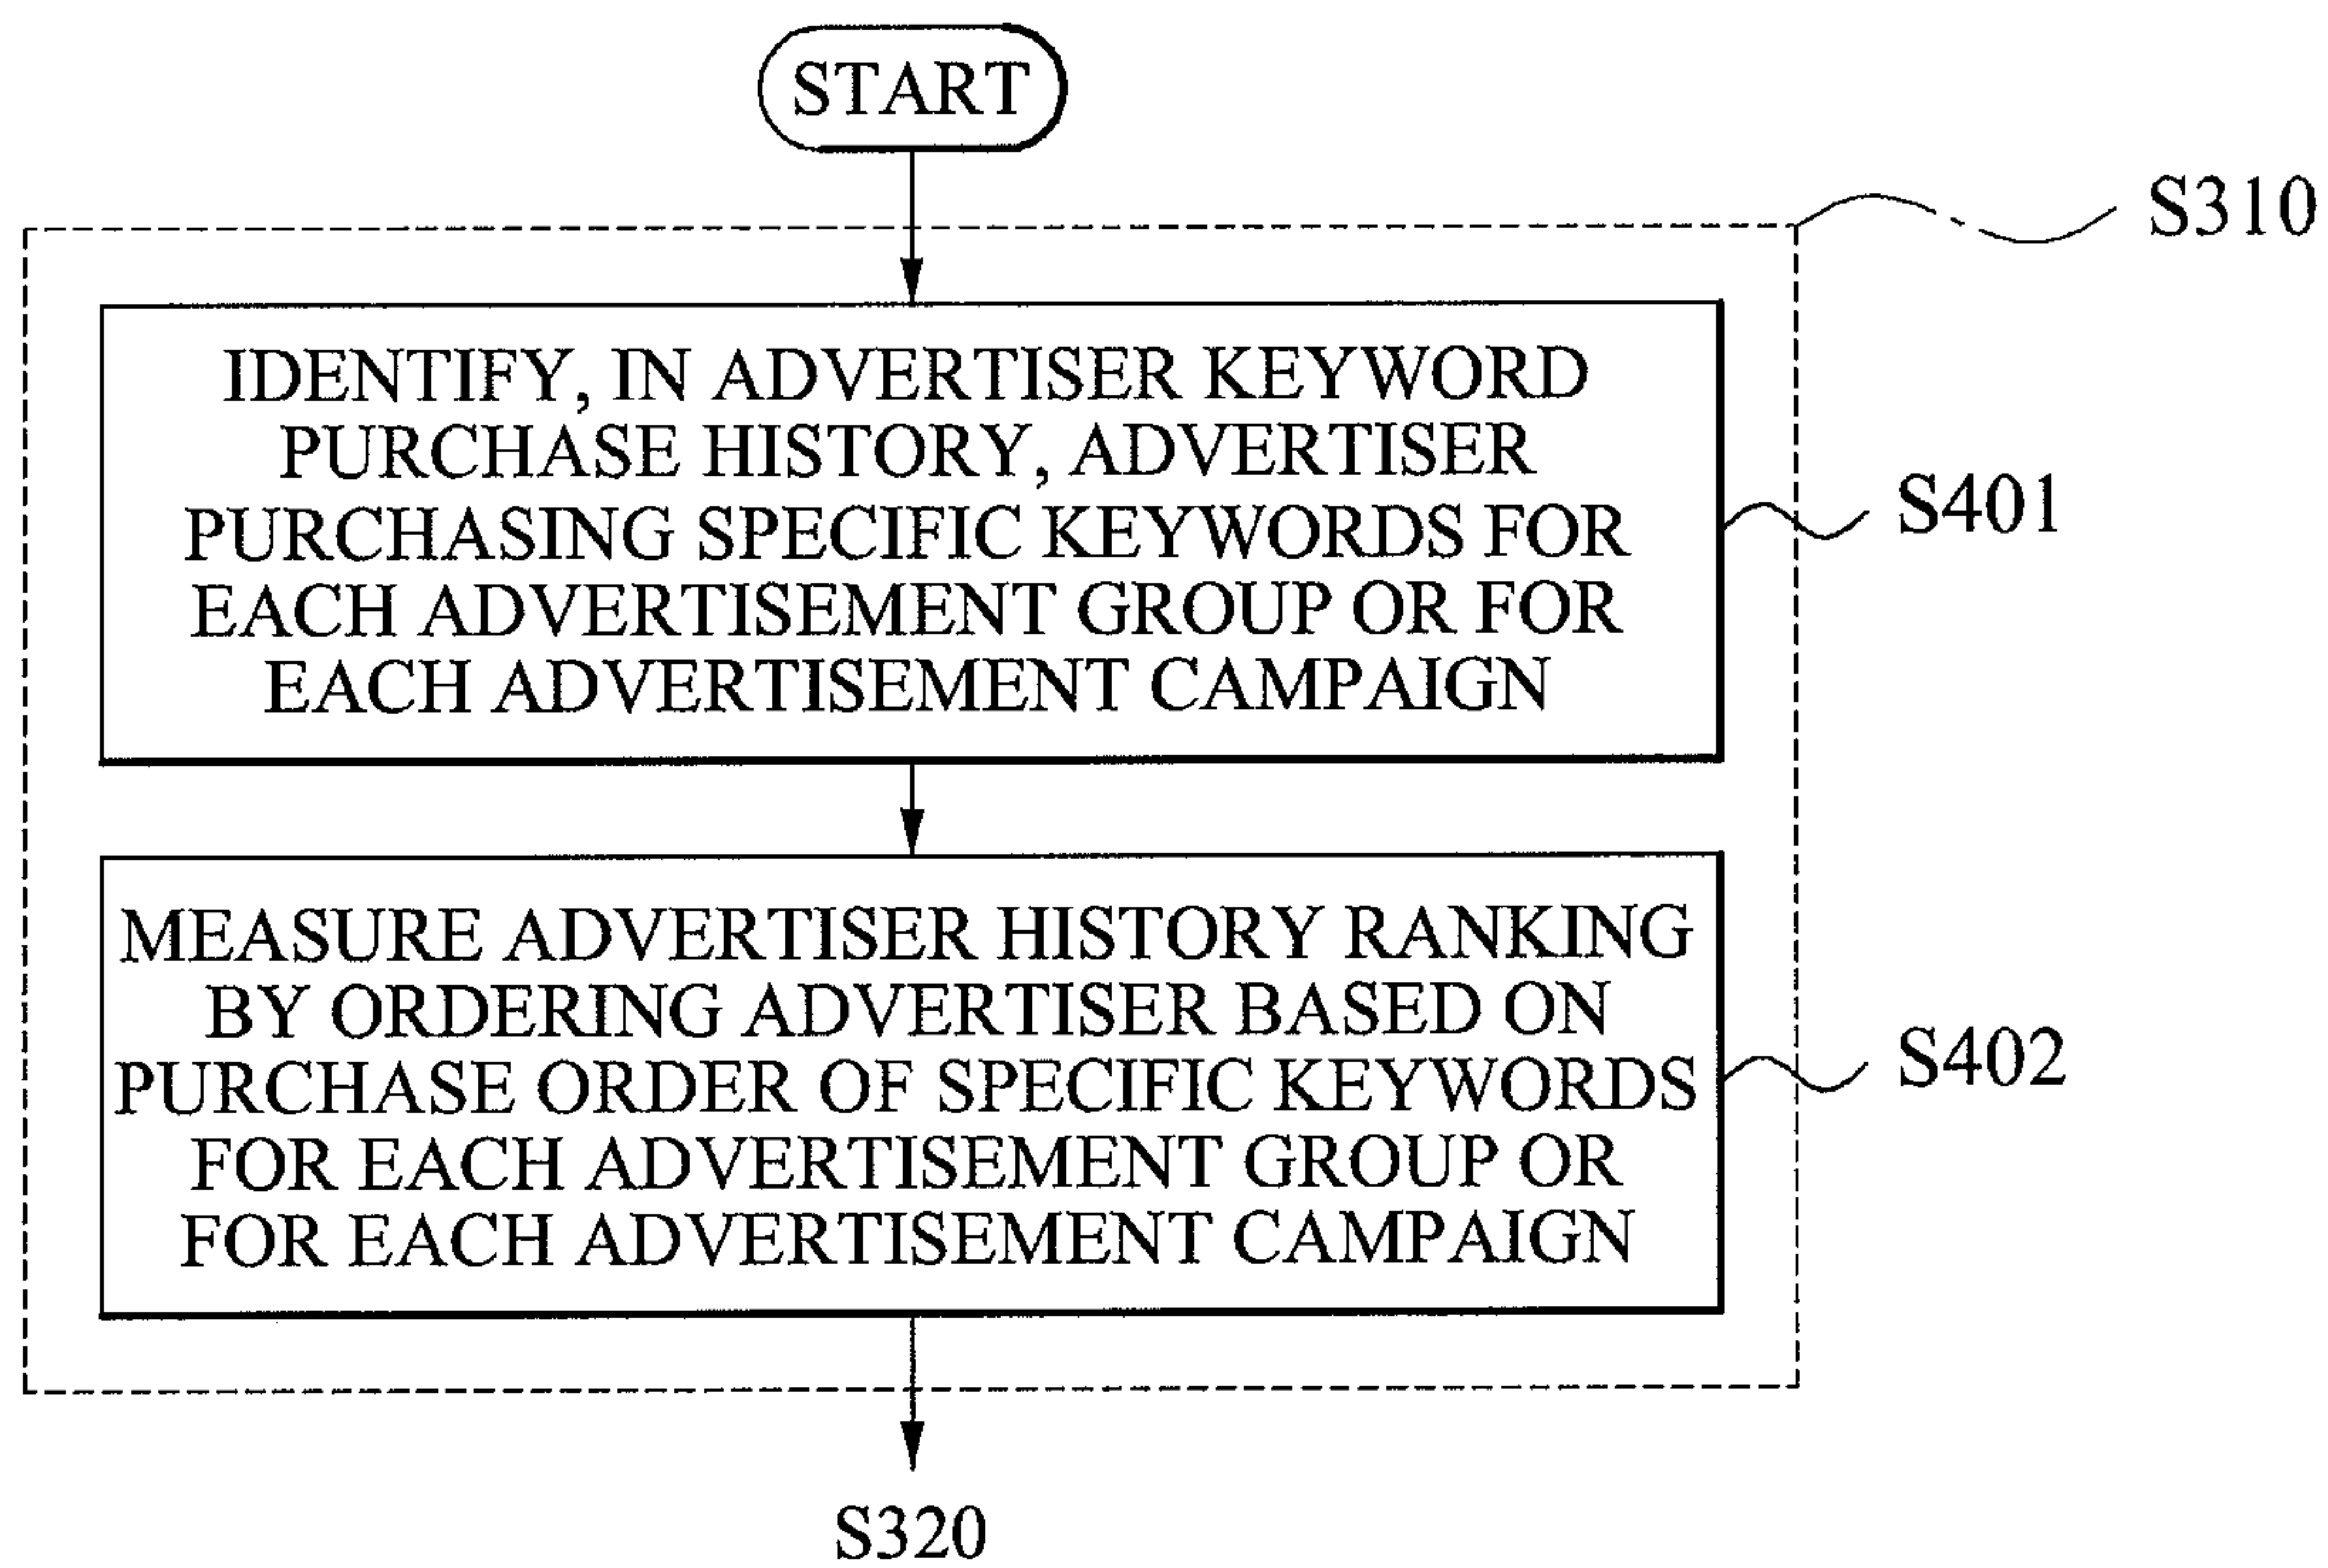 START
S310
IDENTIFY, IN ADVERTISER KEYWORD
PURCHASE HISTORY, ADVERTISER
PURCHASING SPECIFIC KEYWORDS FOR
EACH ADVERTISEMENT GROUP OR FOR
EACH ADVERTISEMENT CAMPAIGN
S401
MEASURE ADVERTISER HISTORY RANKING
BY ORDERING ADVERTISER BASED ON
PURCHASE ORDER OF SPECIFIC KEYWORDS
FOR EACH ADVERTISEMENT GROUP OR
FOR EACH ADVERTISEMENT CAMPAIGN
S402
S320